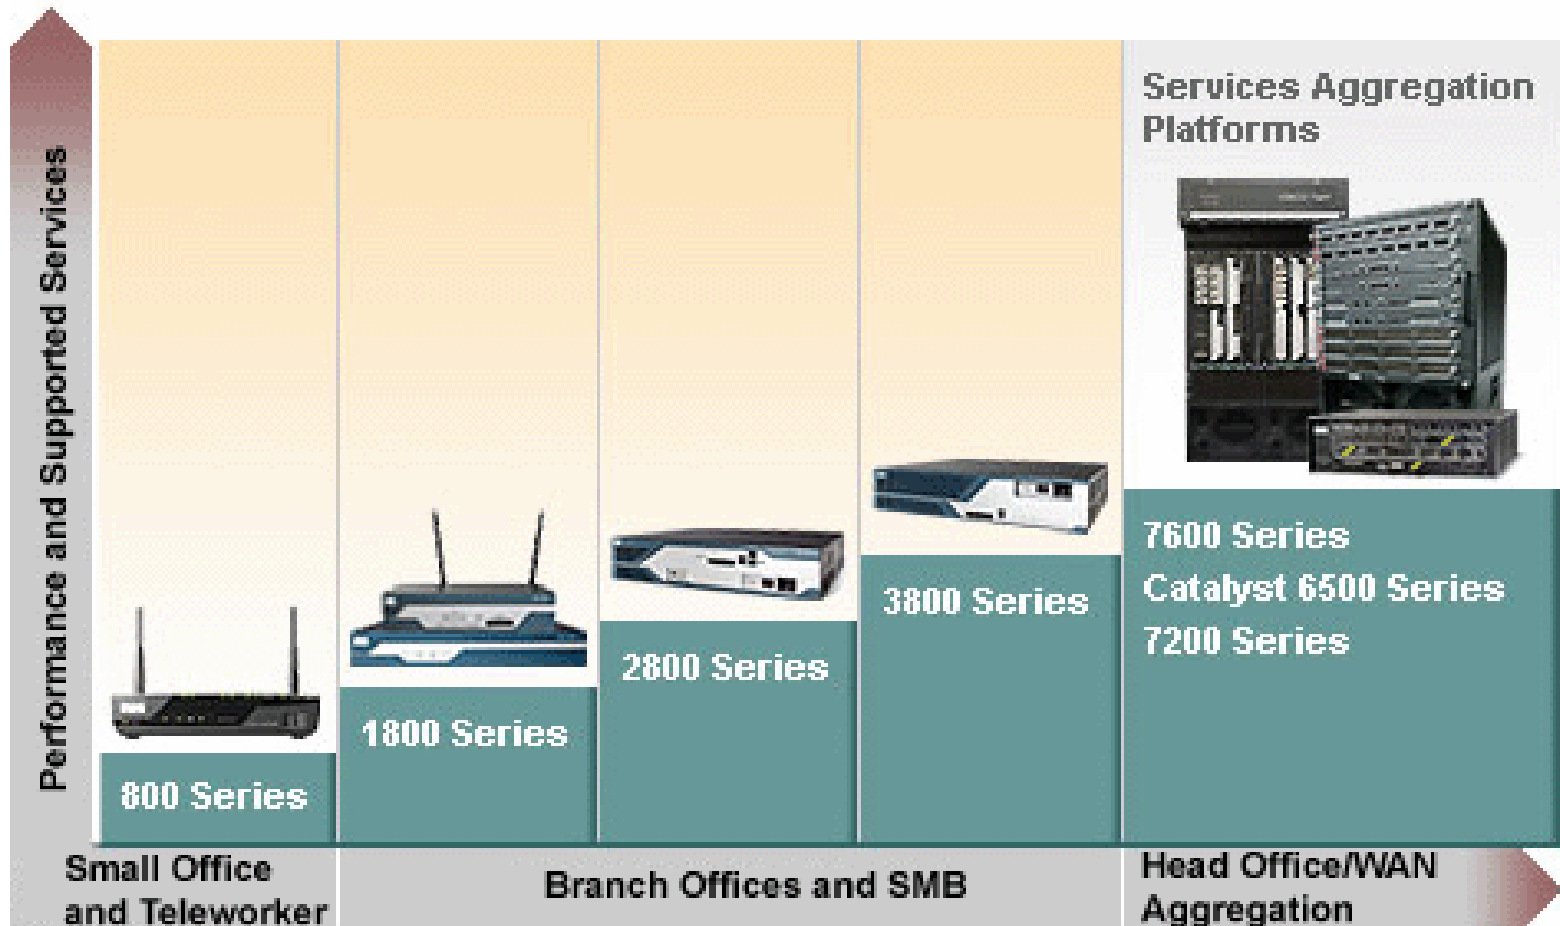 Performance and Supported Services
Services Aggregation
Platforms
800 Series
1800 Series
2800 Series
3800 Series
7600 Series
Catalyst 6500 Series
7200 Series
Small Office
and Teleworker
Branch Offices and SMB
Head Office/WAN
Aggregation